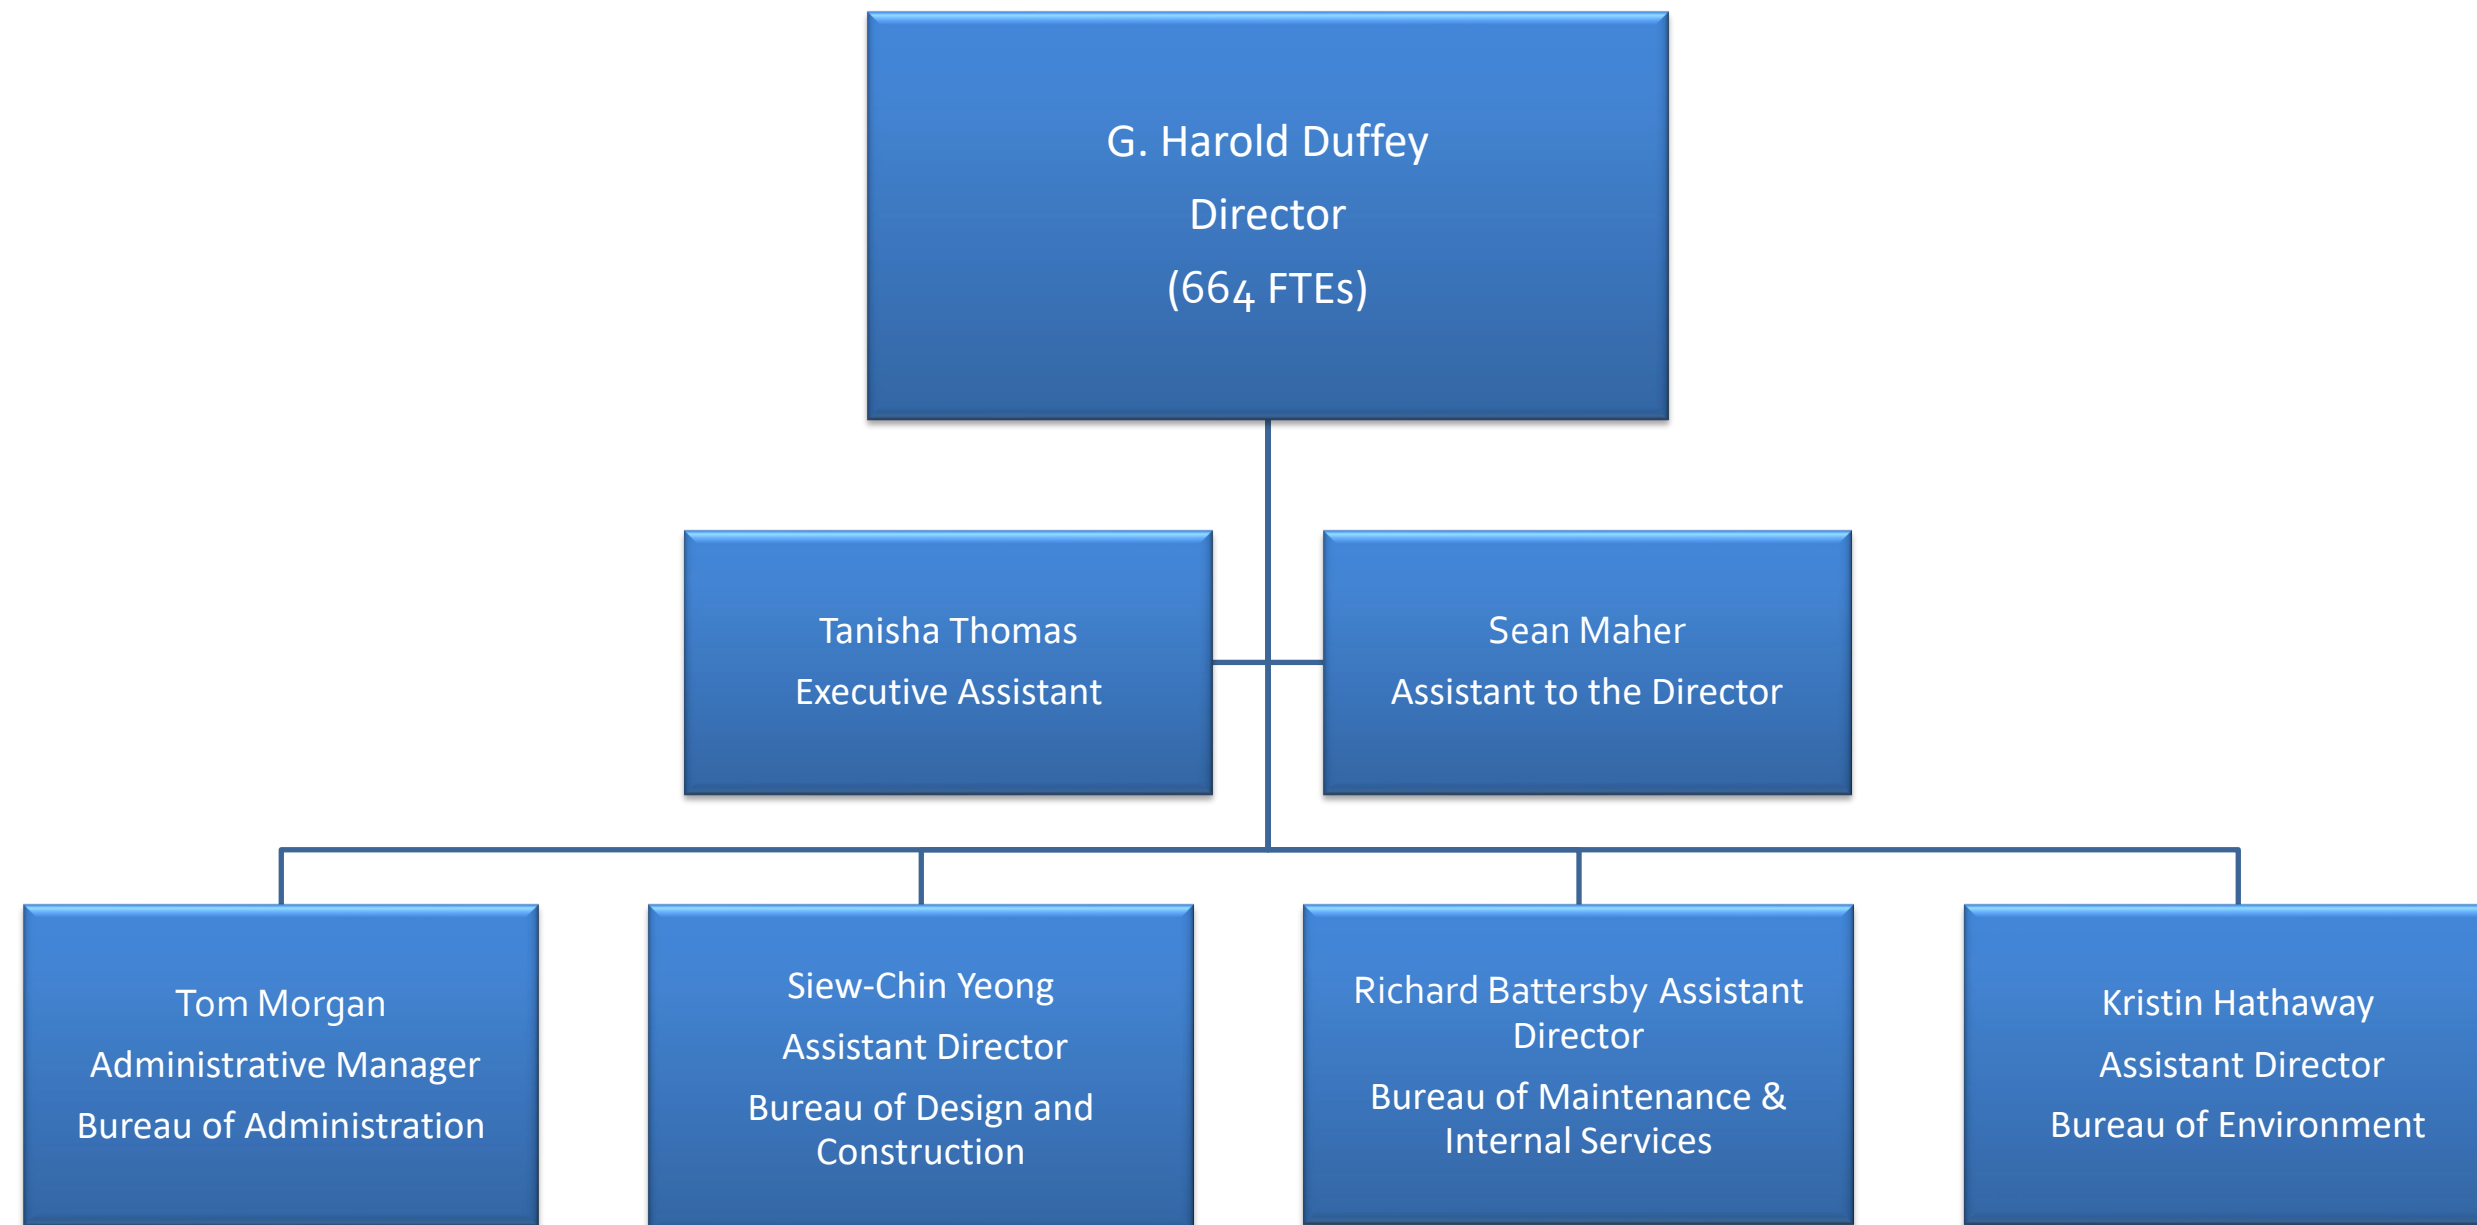 G. Harold Duffey
Director
(664 FTEs)
Tanisha Thomas
Executive Assistant
Sean Maher
Assistant to the Director
Tom Morgan
Administrative Manager
Bureau of Administration
Siew-Chin Yeong
Assistant Director
Bureau of Design and
Construction
Richard Battersby Assistant
Director
Bureau of Maintenance &
Internal Services
Kristin Hathaway
Assistant Director
Bureau of Environment